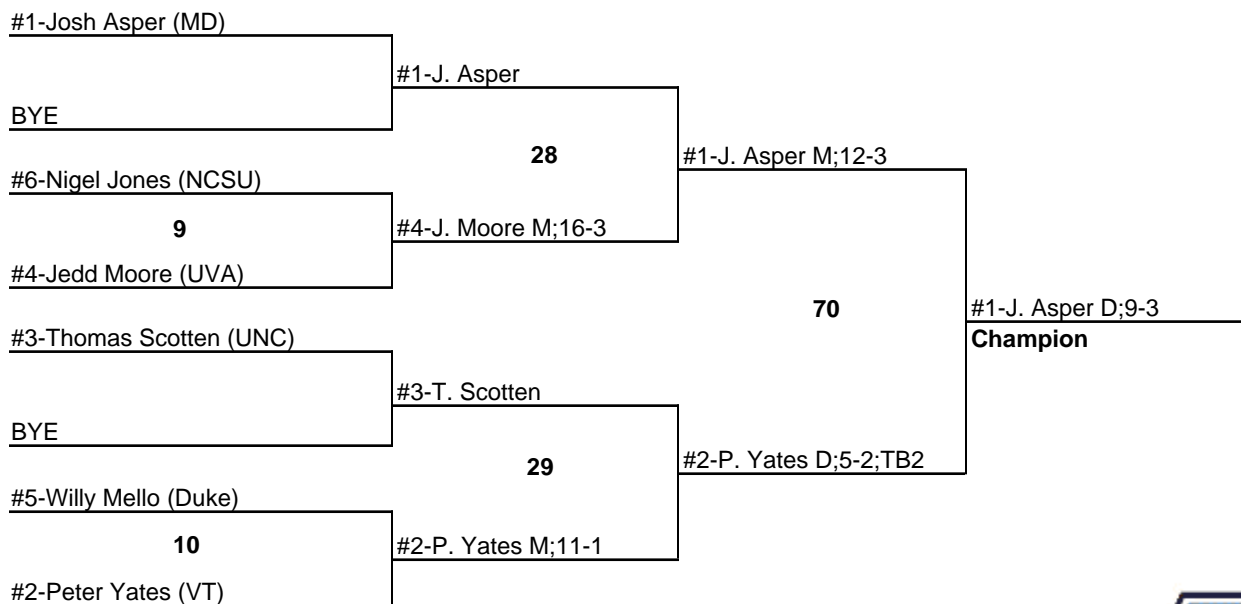 #1-Josh Asper (MD)
#1-J. Asper
BYE
28
#1-J. Asper M;12-3
#6-Nigel Jones (NCSU)
9
#4-J. Moore M;16-3
#4-Jedd Moore (UVA)
70
#1-J. Asper D;9-3
Champion
#3-Thomas Scotten (UNC)
#3-T. Scotten
BYE
29
#2-P. Yates D;5-2;TB2
#5-Willy Mello (Duke)
10
#2-P. Yates M;11-1
#2-Peter Yates (VT)